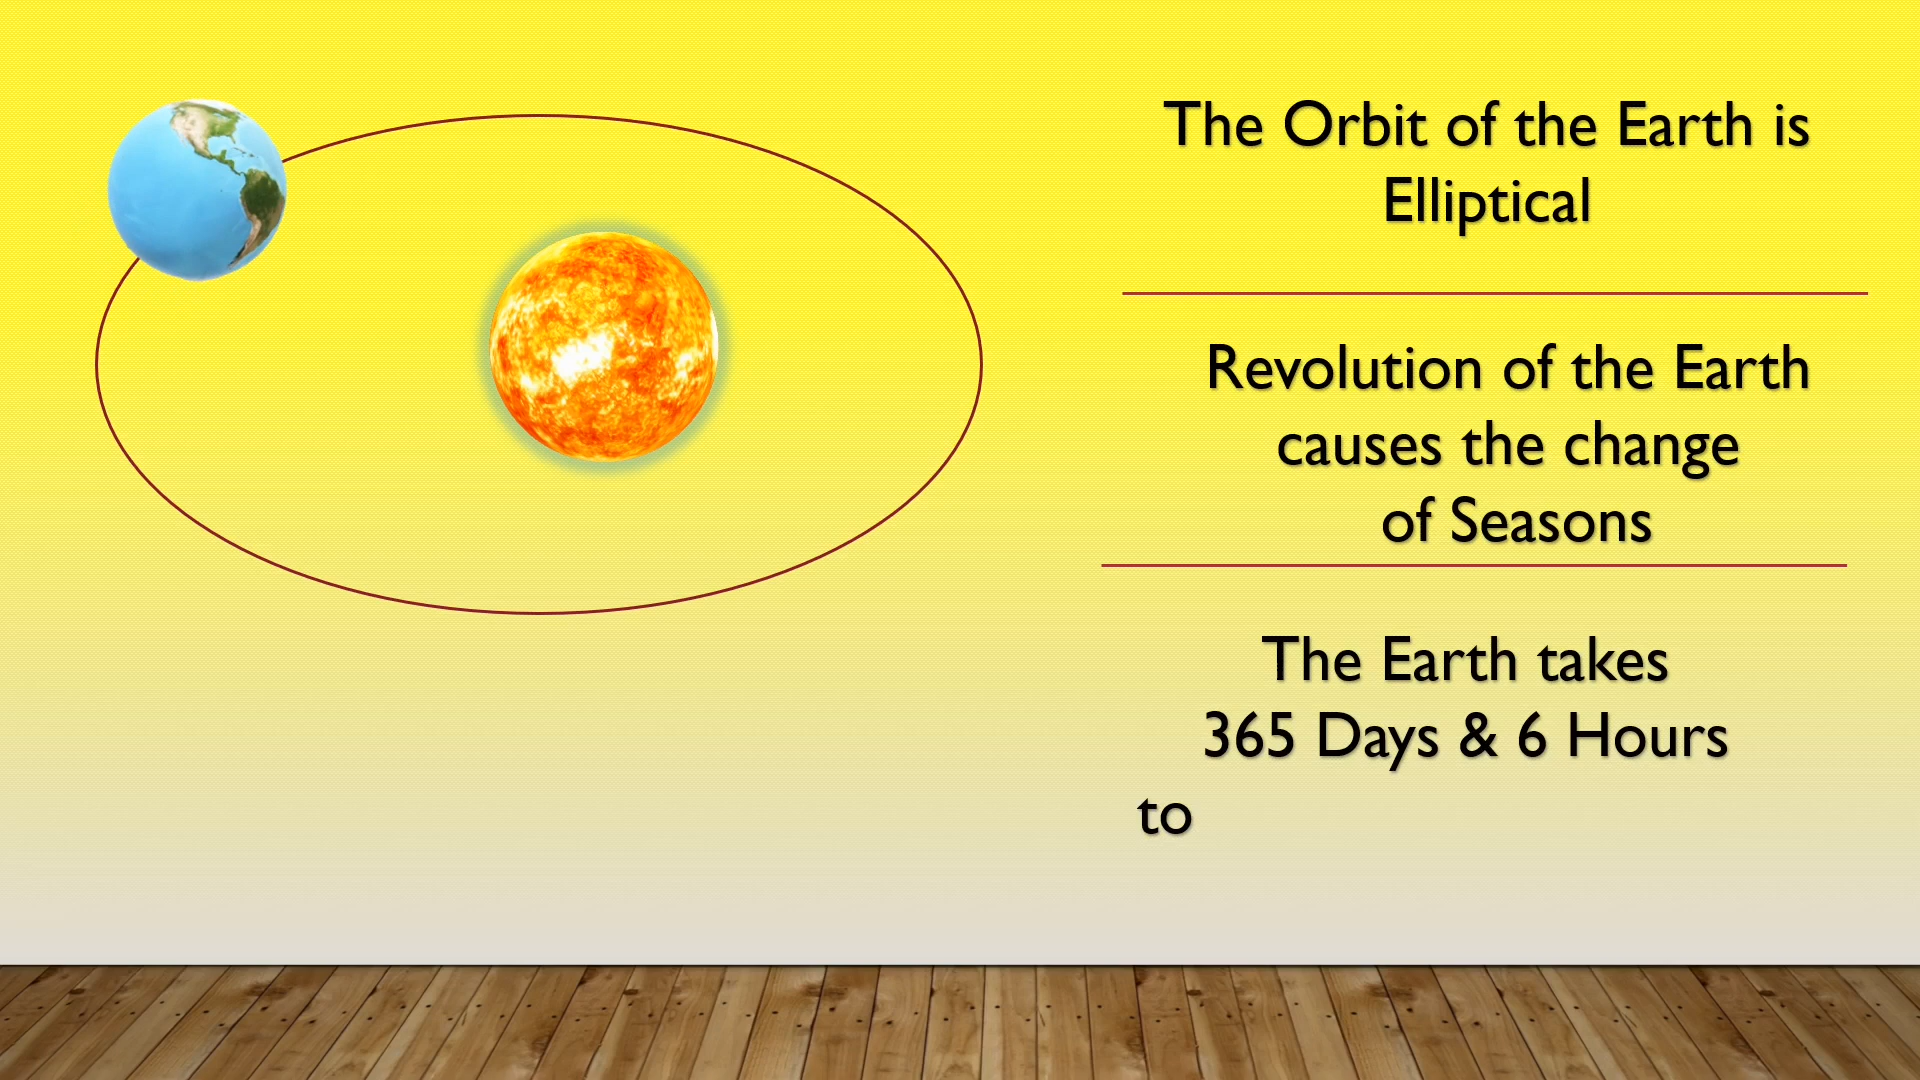 The Orbit of the Earth is
Elliptical
Revolution of the Earth
causes the change
of Seasons
The Earth takes
365 Days & 6 Hours
to